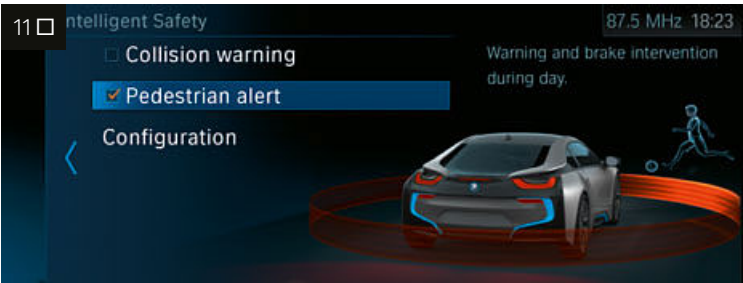 11
ntelligent Safety
87.5 MHz 18:23
Collision warning
Pedestrian alert
Configuration
Warning and brake intervention
during day.